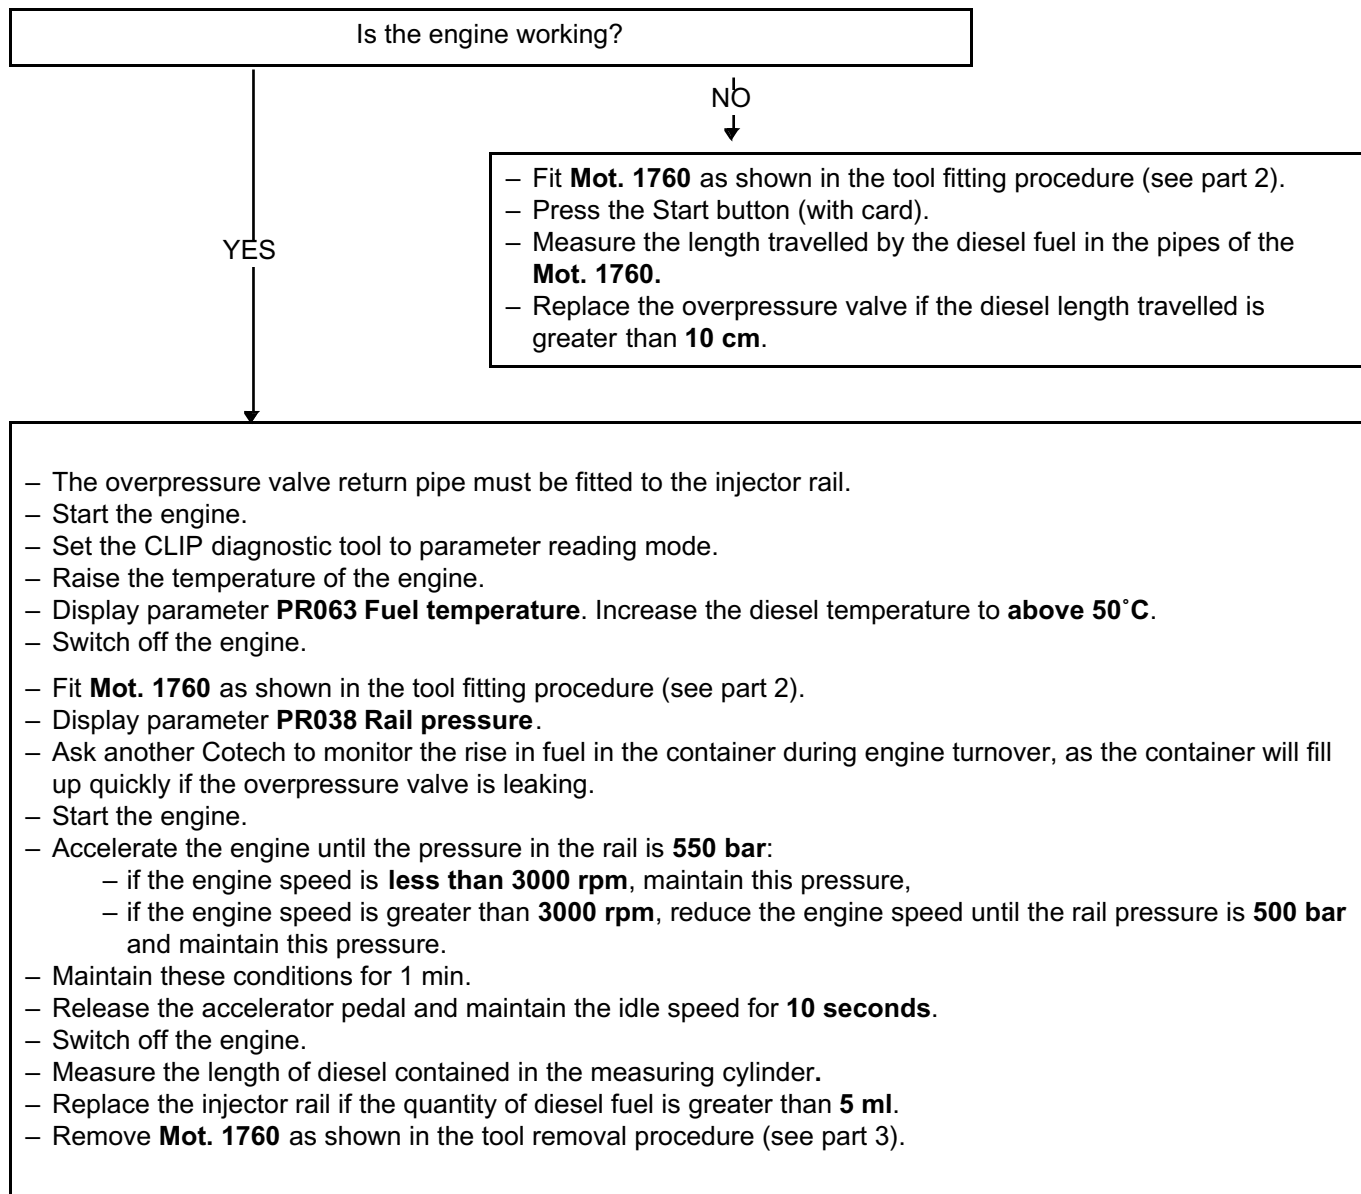 Is the engine working?
NO
– Fit Mot. 1760 as shown in the tool fitting procedure (see part 2).
– Press the Start button (with card).
– Measure the length travelled by the diesel fuel in the pipes of the
Mot. 1760.
– Replace the overpressure valve if the diesel length travelled is
greater than 10 cm.
YES
– The overpressure valve return pipe must be fitted to the injector rail.
– Start the engine.
– Set the CLIP diagnostic tool to parameter reading mode.
– Raise the temperature of the engine.
– Display parameter PR063 Fuel temperature. Increase the diesel temperature to above 50˚C.
– Switch off the engine.
– Fit Mot. 1760 as shown in the tool fitting procedure (see part 2).
– Display parameter PR038 Rail pressure.
– Ask another Cotech to monitor the rise in fuel in the container during engine turnover, as the container will fill
up quickly if the overpressure valve is leaking.
– Start the engine.
– Accelerate the engine until the pressure in the rail is 550 bar:
– if the engine speed is less than 3000 rpm, maintain this pressure,
– if the engine speed is greater than 3000 rpm, reduce the engine speed until the rail pressure is 500 bar
and maintain this pressure.
– Maintain these conditions for 1 min.
– Release the accelerator pedal and maintain the idle speed for 10 seconds.
– Switch off the engine.
– Measure the length of diesel contained in the measuring cylinder.
– Replace the injector rail if the quantity of diesel fuel is greater than 5 ml.
– Remove Mot. 1760 as shown in the tool removal procedure (see part 3).